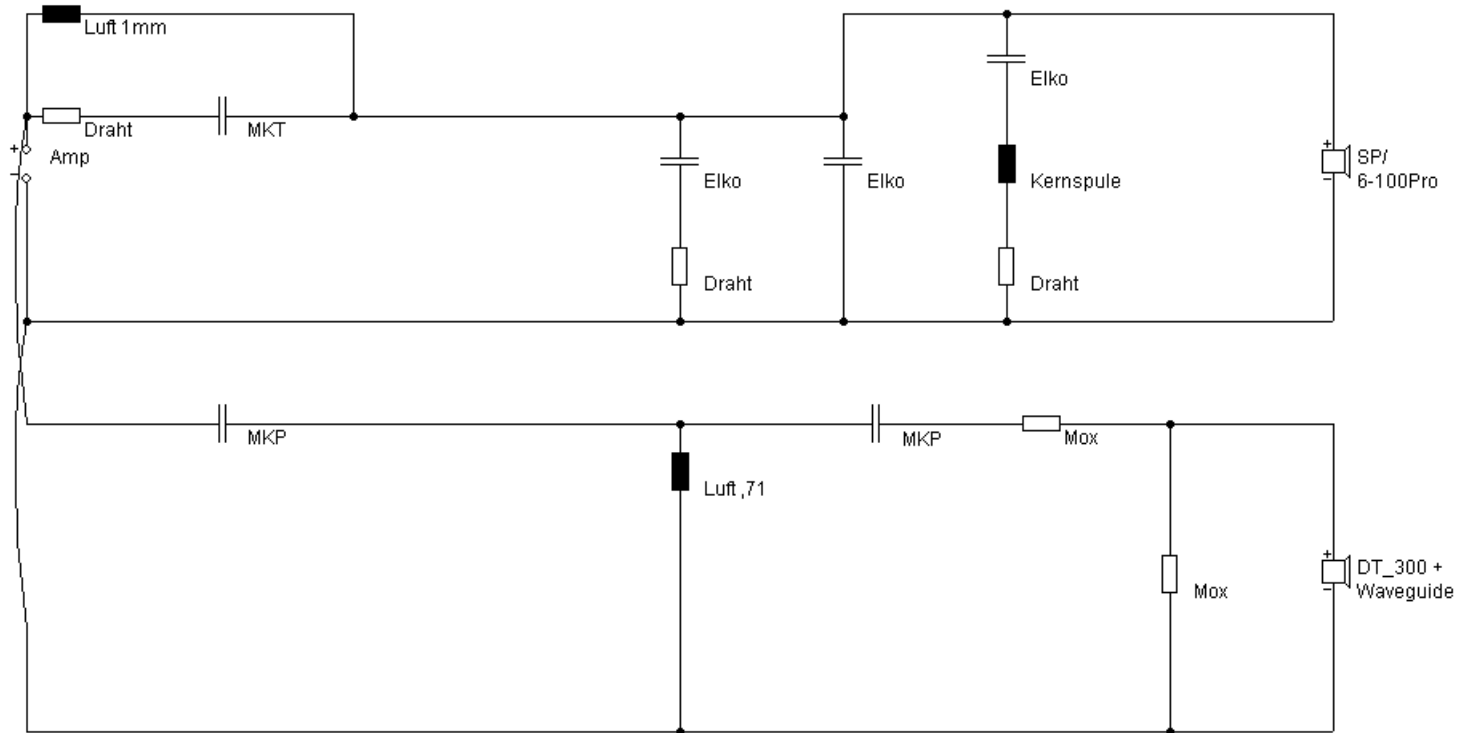 Luft 1mm
Draht
MKT
+
Amp
−
Elko
Draht
Elko
Elko
Kernspule
Draht
+
SP/
6-100Pro
−
MKP
Luft ,71
MKP
Mox
Mox
+
DT_300 +
Waveguide
−